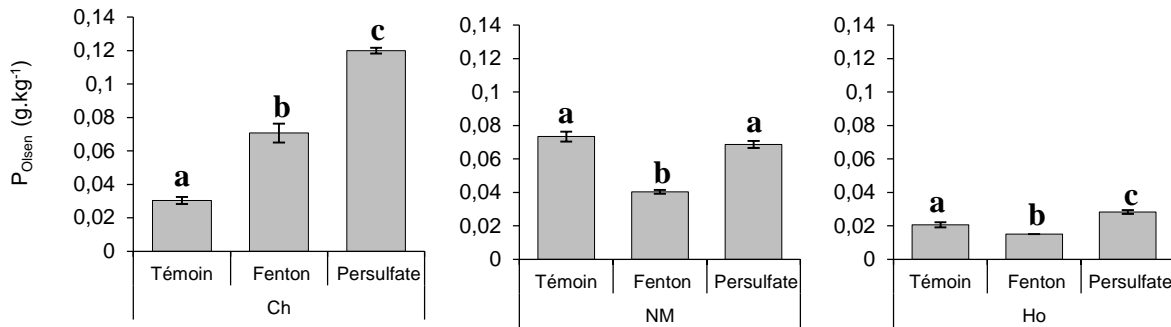 P_Olsen (g.kg⁻¹)
0,14
0,12
0,1
0,08
0,06
0,04
0,02
0
a
b
c
Témoin Fenton Persulfate
Ch
0,14
0,12
0,1
0,08
0,06
0,04
0,02
0
a
b
a
Témoin Fenton Persulfate
NM
0,14
0,12
0,1
0,08
0,06
0,04
0,02
0
a
b
c
Témoin Fenton Persulfate
Ho